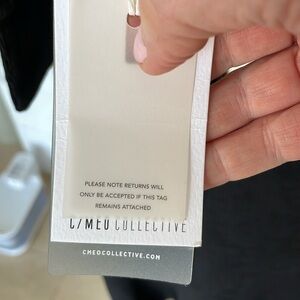 PLEASE NOTE RETURNS WILL
ONLY BE ACCEPTED IF THIS TAG
REMAINS ATTACHED
C/MEO COLLECTIVE
CMEOCOLLECTIVE.COM